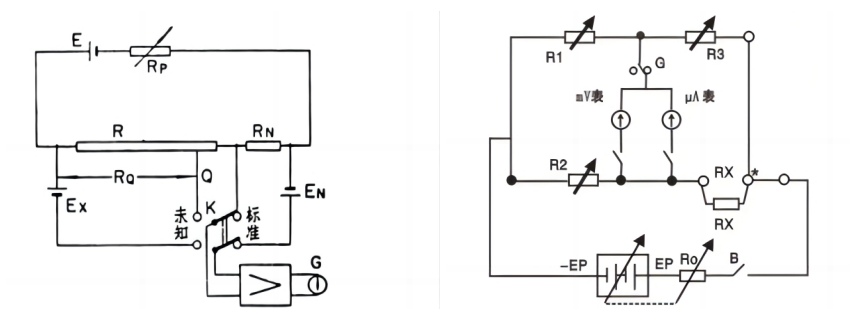 E
RP
R
RN
RQ
Q
EX
EN
未知
K
标准
G
R1
R3
G
mV表
μA表
R2
RX
*
RX
-EP
EP
Ro
B